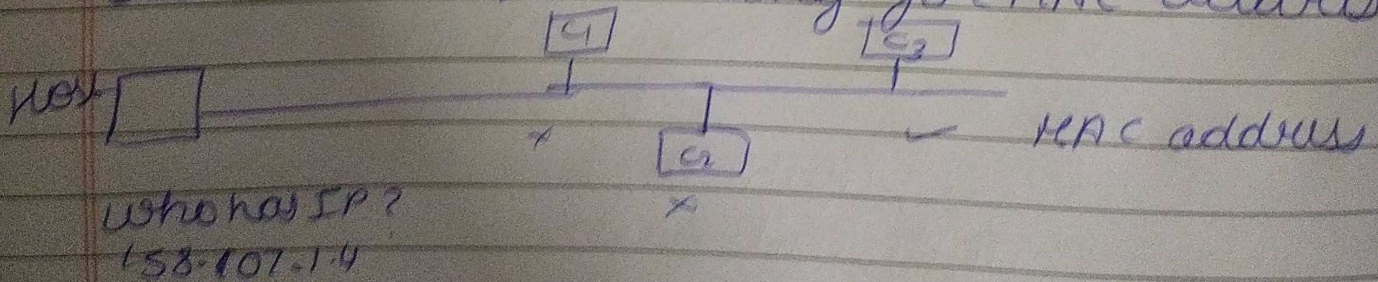 C1
C3
Host
MAC address
C2
who has IP?
158.107.1.4